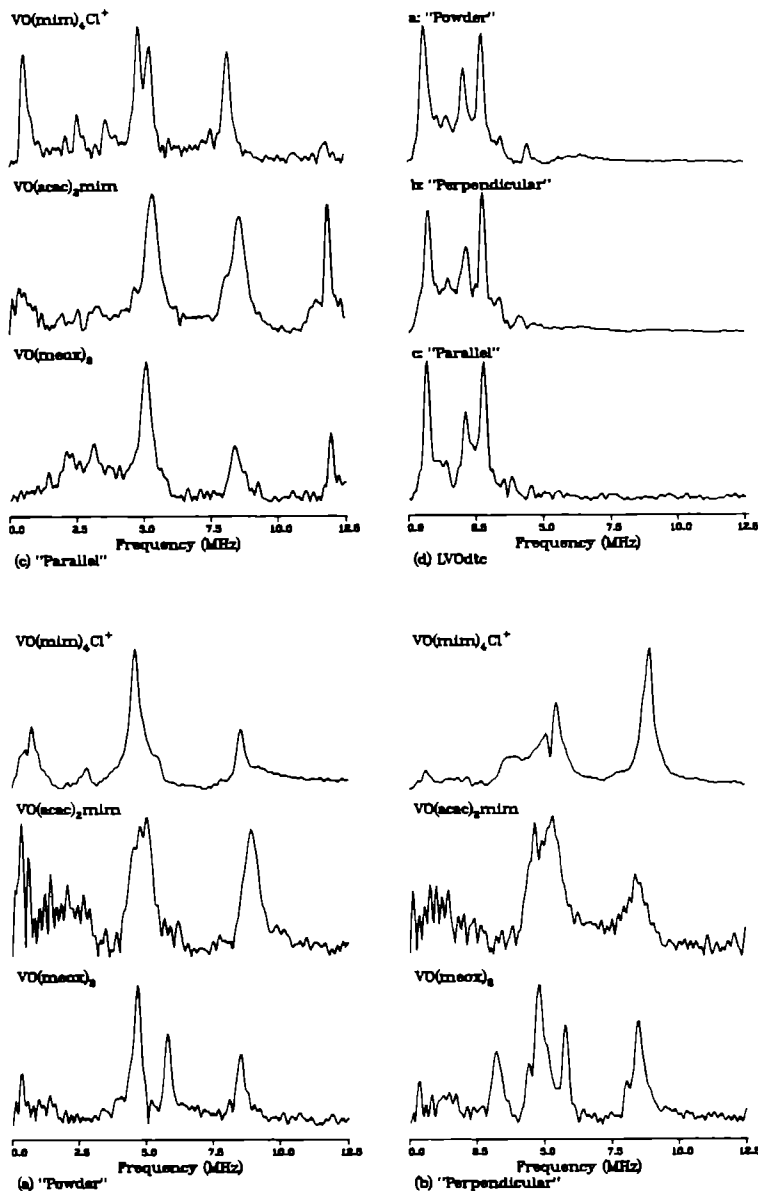 VO(mim)₄Cl⁺
VO(acac)₂mim
VO(meox)₂
0.0 2.5 5.0 7.5 10.0 12.5
Frequency (MHz)
(c) "Parallel"
a: "Powder"
b: "Perpendicular"
c: "Parallel"
0.0 2.5 5.0 7.5 10.0 12.5
Frequency (MHz)
(d) LVOdtc
VO(mim)₄Cl⁺
VO(acac)₂mim
VO(meox)₂
0.0 2.5 5.0 7.5 10.0 12.5
Frequency (MHz)
(a) "Powder"
VO(mim)₄Cl⁺
VO(acac)₂mim
VO(meox)₂
0.0 2.5 5.0 7.5 10.0 12.5
Frequency (MHz)
(b) "Perpendicular"